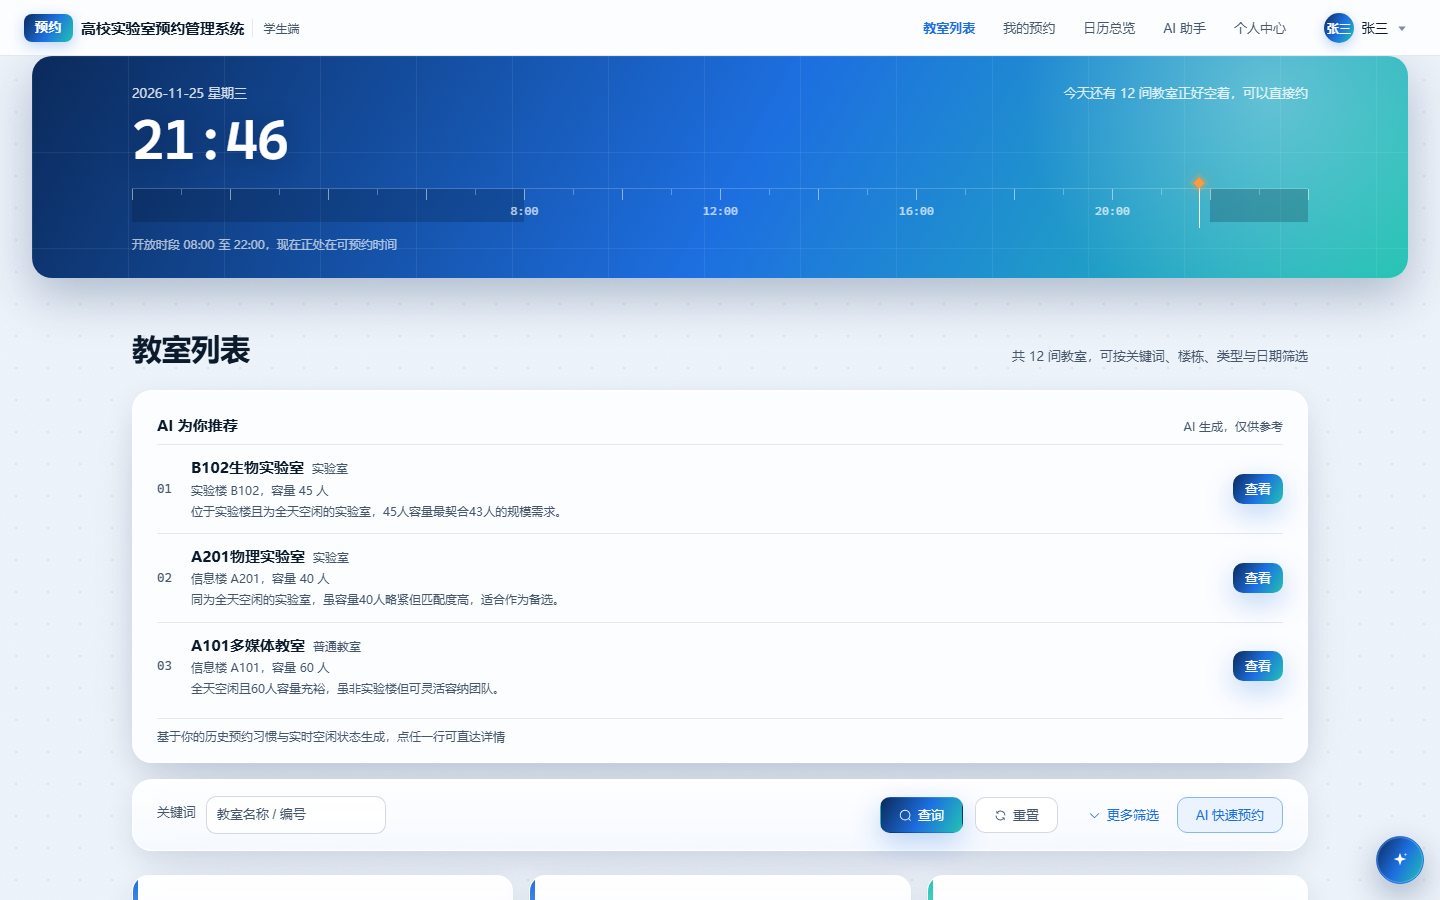 预约 高校实验室预约管理系统 学生端 教室列表 我的预约 日历总览 AI 助手 个人中心 张三 张三
2026-11-25 星期三 今天还有 12 间教室正好空着，可以直接约
21:46
8:00 12:00 16:00 20:00
开放时段 08:00 至 22:00，现在正处在可预约时间
教室列表 共 12 间教室，可按关键词、楼栋、类型与日期筛选
AI 为你推荐 AI 生成，仅供参考
B102生物实验室 实验室
01 实验楼 B102，容量 45 人 查看
位于实验楼且为全天空闲的实验室，45人容量最契合43人的规模需求。
A201物理实验室 实验室
02 信息楼 A201，容量 40 人 查看
同为全天空闲的实验室，虽容量40人略紧但匹配度高，适合作为备选。
A101多媒体教室 普通教室
03 信息楼 A101，容量 60 人 查看
全天空闲且60人容量充裕，虽非实验楼但可灵活容纳团队。
基于你的历史预约习惯与实时空闲状态生成，点任一行可直达详情
关键词 教室名称 / 编号 查询 重置 更多筛选 AI 快速预约